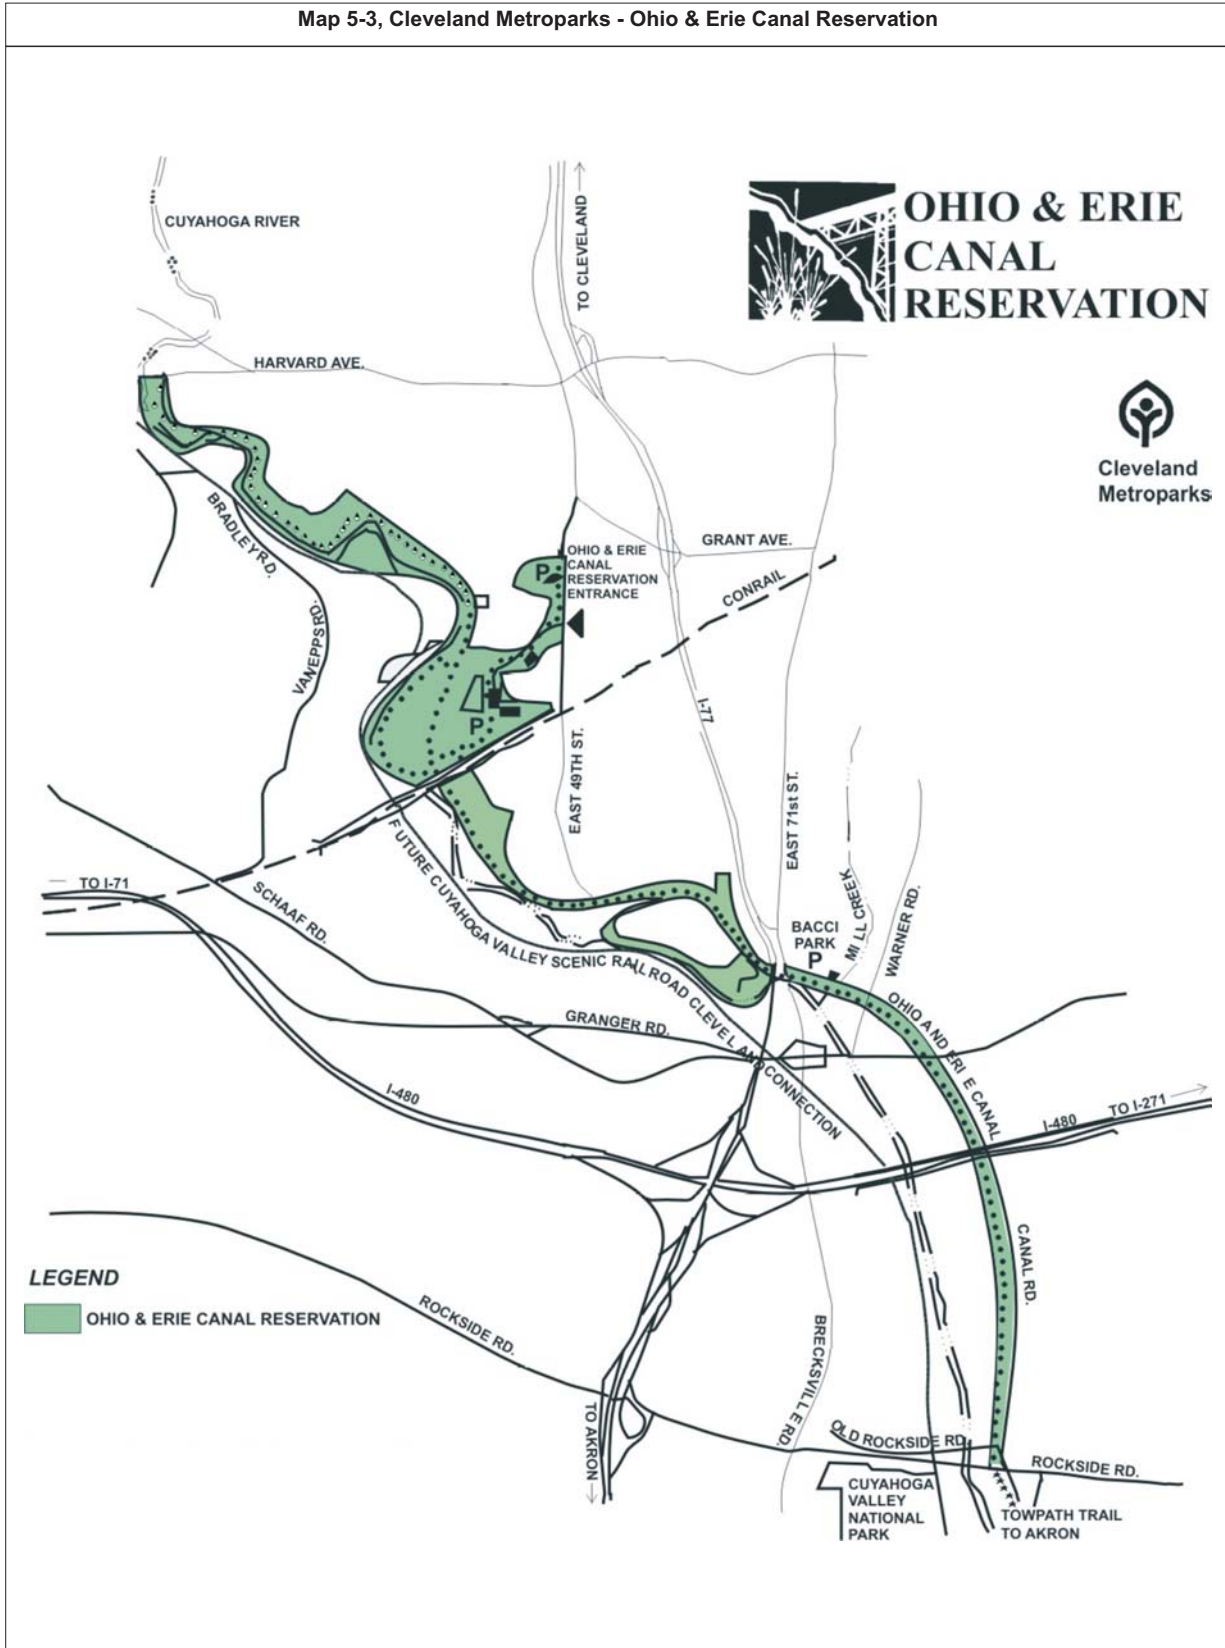 Map 5-3, Cleveland Metroparks - Ohio & Erie Canal Reservation
CUYAHOGA RIVER
TO CLEVELAND
OHIO & ERIE
CANAL
RESERVATION
HARVARD AVE.
Cleveland
Metroparks
BRADLEY RD.
GRANT AVE.
OHIO & ERIE
CANAL
RESERVATION
ENTRANCE
P
CONRAIL
VAN EPPS RD.
I-77
P
EAST 49TH ST.
EAST 71st ST.
FUTURE CUYAHOGA VALLEY SCENIC RAILROAD CLEVELAND CONNECTION
TO I-71
SCHAAF RD.
MILL CREEK
WARNER RD.
BACCI
PARK
P
OHIO AND ERIE CANAL
GRANGER RD.
I-480
I-480
TO I-271
CANAL RD.
LEGEND
OHIO & ERIE CANAL RESERVATION
ROCKSIDE RD.
BRECKSVILLE RD.
TO AKRON
OLD ROCKSIDE RD
ROCKSIDE RD.
CUYAHOGA
VALLEY
NATIONAL
PARK
TOWPATH TRAIL
TO AKRON